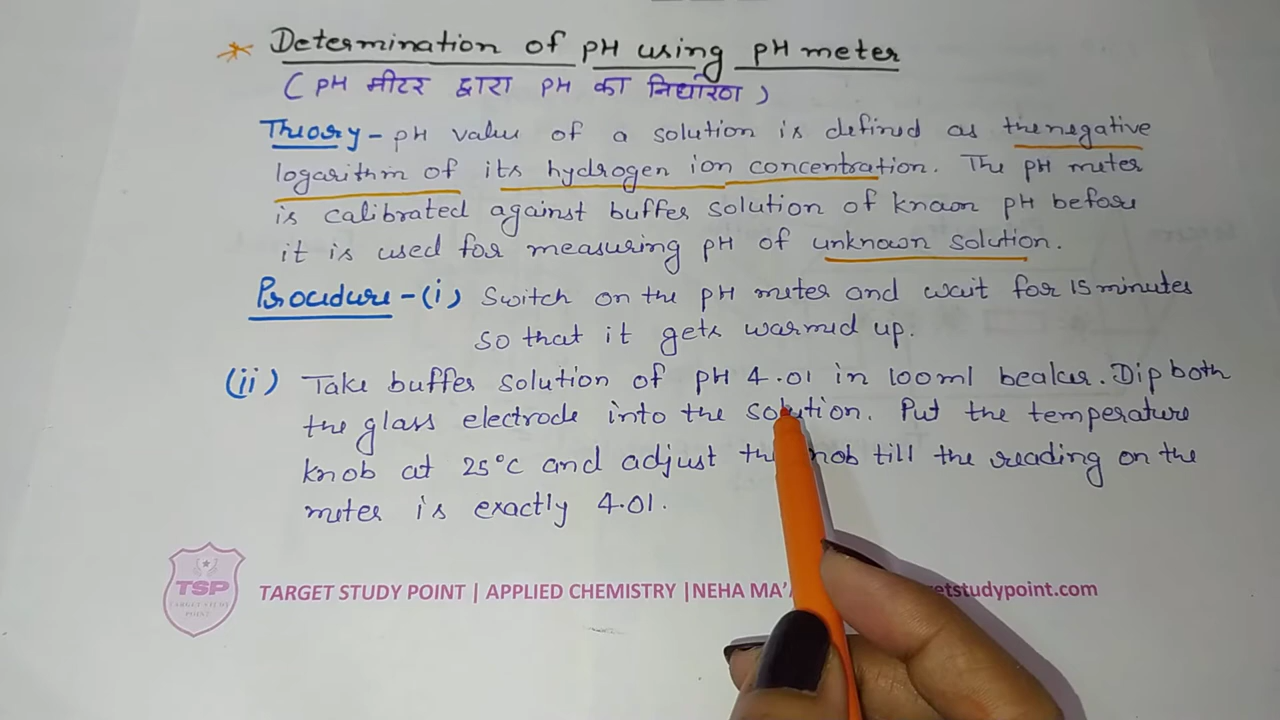 Determination of pH using pH meter
(PH मीटर द्वारा PH का निर्धारण)
Theory - pH value of a solution is defined as the negative
logarithm of its hydrogen ion concentration. The pH meter
is calibrated against buffer solution of known pH before
it is used for measuring pH of unknown solution.
Procedure - (i) Switch on the pH meter and wait for 15 minutes
so that it gets warmed up.
(ii) Take buffer solution of pH 4.01 in 100ml beaker. Dip both
the glass electrode into the solution. Put the temperature
knob at 25°C and adjust the knob till the reading on the
meter is exactly 4.01.
TSP
TARGET STUDY
POINT
TARGET STUDY POINT | APPLIED CHEMISTRY | NEHA MA' etstudypoint.com